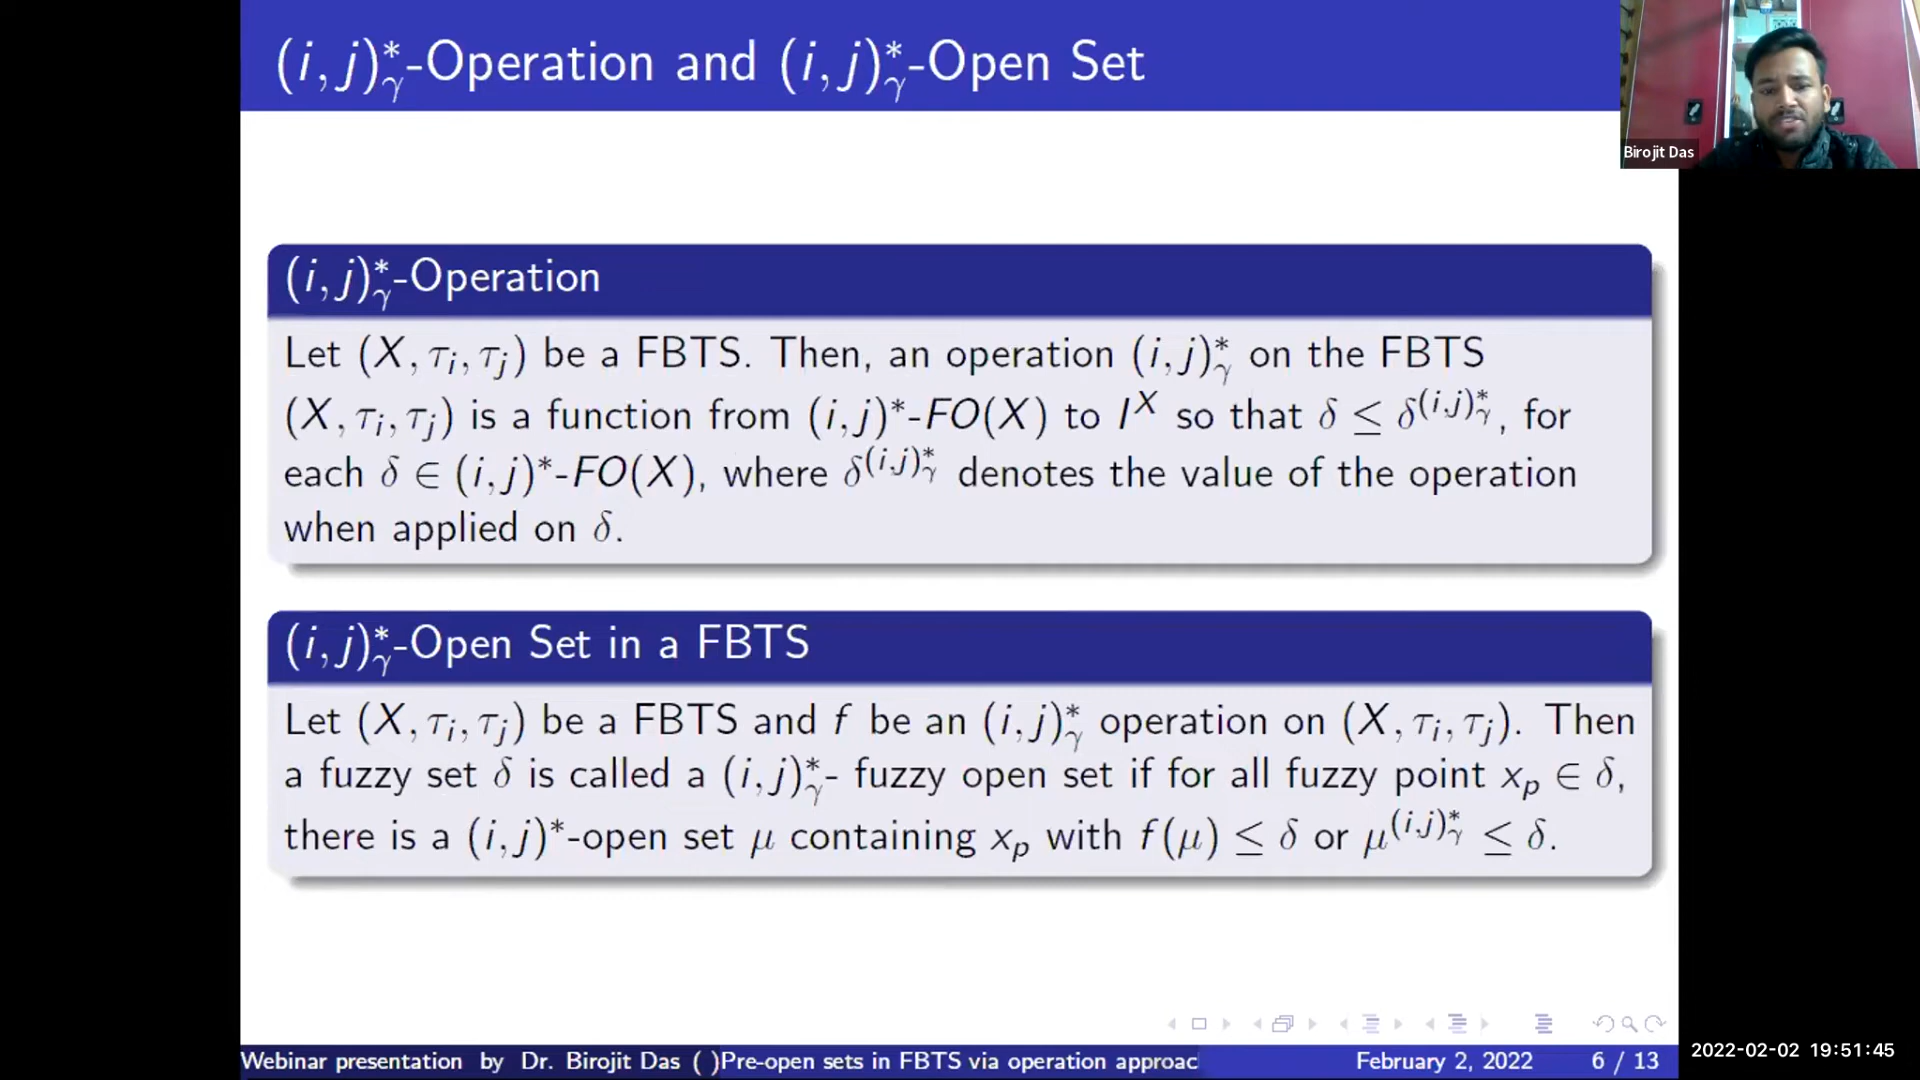 (i, j)*γ-Operation and (i, j)*γ-Open Set
Birojit Das
(i, j)*γ-Operation
Let (X, τi, τj) be a FBTS. Then, an operation (i, j)*γ on the FBTS
(X, τi, τj) is a function from (i, j)*-FO(X) to I^X so that δ ≤ δ^(i,j)*γ, for
each δ ∈ (i, j)*-FO(X), where δ^(i,j)*γ denotes the value of the operation
when applied on δ.
(i, j)*γ-Open Set in a FBTS
Let (X, τi, τj) be a FBTS and f be an (i, j)*γ operation on (X, τi, τj). Then
a fuzzy set δ is called a (i, j)*γ- fuzzy open set if for all fuzzy point xp ∈ δ,
there is a (i, j)*-open set μ containing xp with f(μ) ≤ δ or μ^(i,j)*γ ≤ δ.
Webinar presentation by Dr. Birojit Das ( ) Pre-open sets in FBTS via operation approac February 2, 2022 6 / 13
2022-02-02 19:51:45